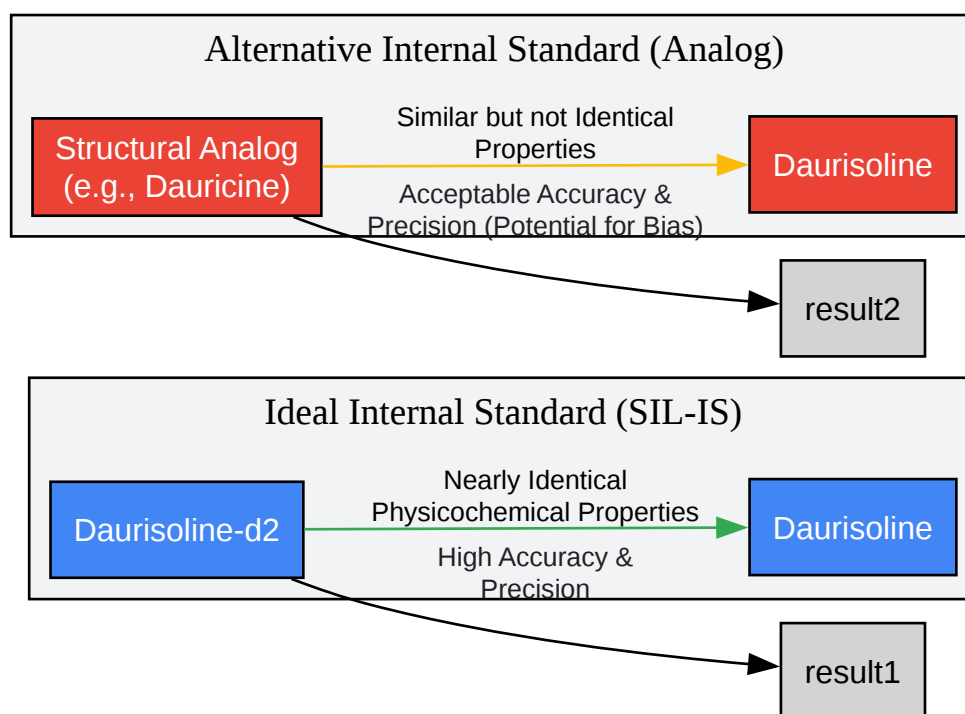 Alternative Internal Standard (Analog)
Structural Analog
(e.g., Dauricine)
Similar but not Identical
Properties
Acceptable Accuracy &
Precision (Potential for Bias)
Daurisoline
result2
Ideal Internal Standard (SIL-IS)
Daurisoline-d2
Nearly Identical
Physicochemical Properties
High Accuracy &
Precision
Daurisoline
result1